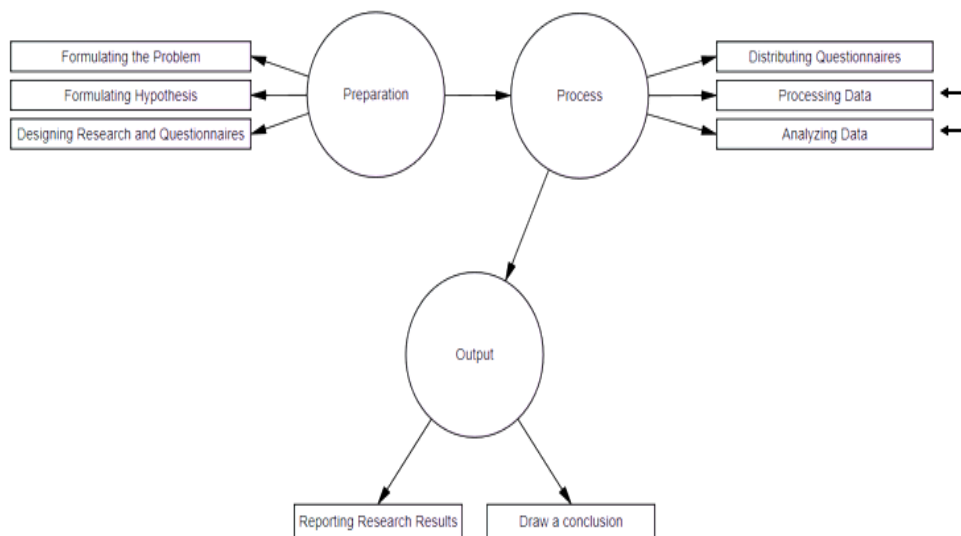 Formulating the Problem
Formulating Hypothesis
Designing Research and Questionnaires
Preparation
Process
Distributing Questionnaires
Processing Data
Analyzing Data
Output
Reporting Research Results
Draw a conclusion